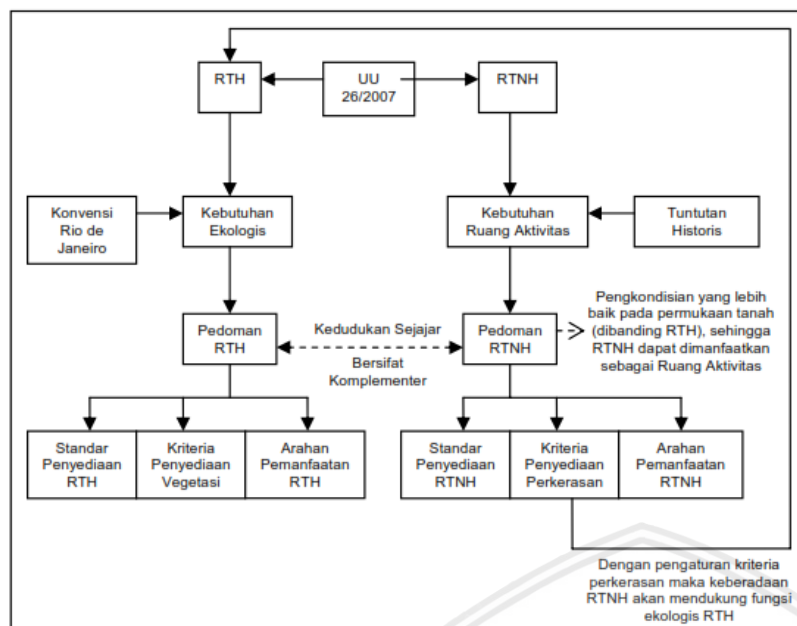 RTH
UU
26/2007
RTNH
Konvensi
Rio de
Janeiro
Kebutuhan
Ekologis
Kebutuhan
Ruang Aktivitas
Tuntutan
Historis
Pedoman
RTH
Kedudukan Sejajar
Bersifat
Komplementer
Pedoman
RTNH
Pengkondisian yang lebih
baik pada permukaan tanah
(dibanding RTH), sehingga
RTNH dapat dimanfaatkan
sebagai Ruang Aktivitas
Standar
Penyediaan
RTH
Kriteria
Penyediaan
Vegetasi
Arahan
Pemanfaatan
RTH
Standar
Penyediaan
RTNH
Kriteria
Penyediaan
Perkerasan
Arahan
Pemanfaatan
RTNH
Dengan pengaturan kriteria
perkerasan maka keberadaan
RTNH akan mendukung fungsi
ekologis RTH